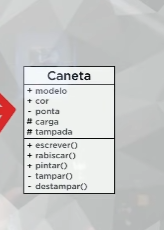 Caneta
+ modelo
+ cor
- ponta
# carga
# tampada
+ escrever()
+ rabiscar()
+ pintar()
- tampar()
- destampar()